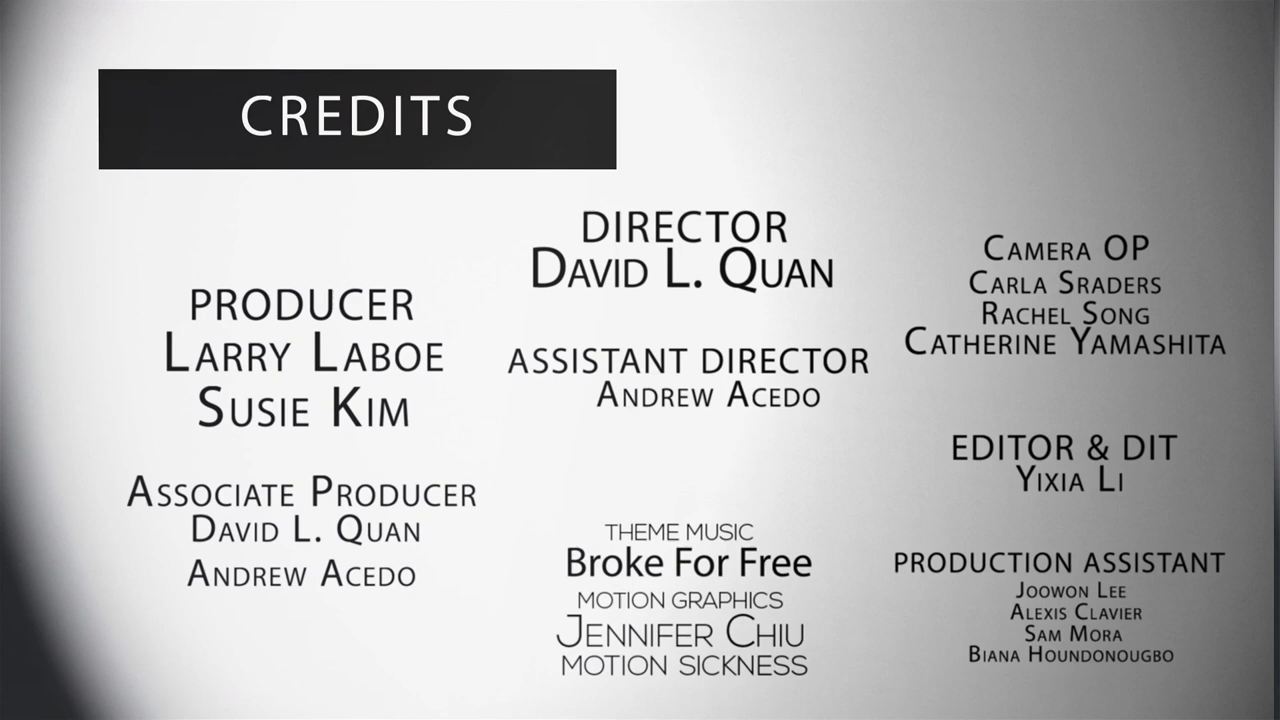 CREDITS
PRODUCER
LARRY LABOE
SUSIE KIM
ASSOCIATE PRODUCER
DAVID L. QUAN
ANDREW ACEDO
DIRECTOR
DAVID L. QUAN
ASSISTANT DIRECTOR
ANDREW ACEDO
THEME MUSIC
Broke For Free
MOTION GRAPHICS
JENNIFER CHIU
MOTION SICKNESS
CAMERA OP
CARLA SRADERS
RACHEL SONG
CATHERINE YAMASHITA
EDITOR & DIT
YIXIA LI
PRODUCTION ASSISTANT
JOOWON LEE
ALEXIS CLAVIER
SAM MORA
BIANA HOUNDONOUGBO